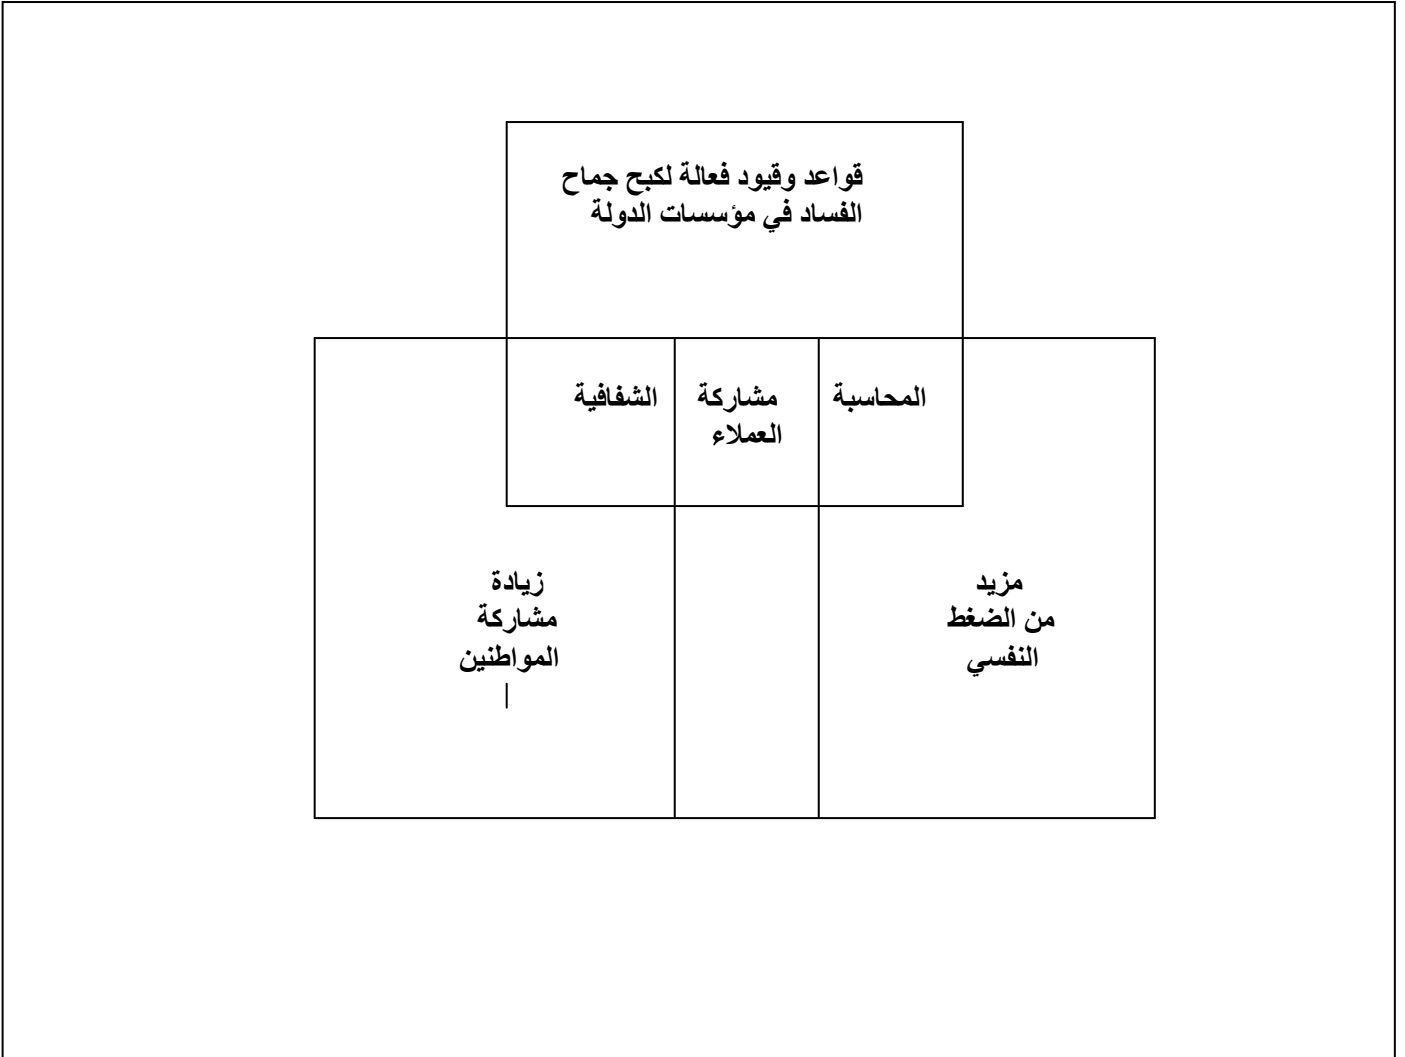 قواعد وقيود فعالة لكبح جماح
الفساد في مؤسسات الدولة
المحاسبة
مشاركة
العملاء
الشفافية
مزيد
من الضغط
النفسي
زيادة
مشاركة
المواطنين